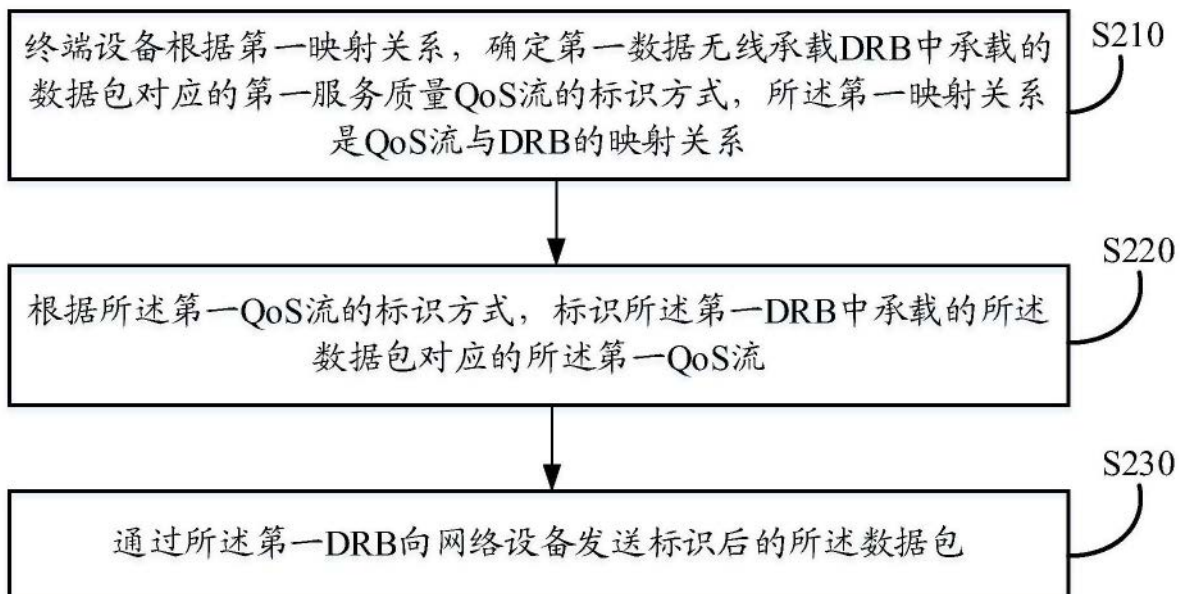 终端设备根据第一映射关系，确定第一数据无线承载DRB中承载的
数据包对应的第一服务质量QoS流的标识方式，所述第一映射关系
是QoS流与DRB的映射关系
S210
根据所述第一QoS流的标识方式，标识所述第一DRB中承载的所述
数据包对应的所述第一QoS流
S220
通过所述第一DRB向网络设备发送标识后的所述数据包
S230